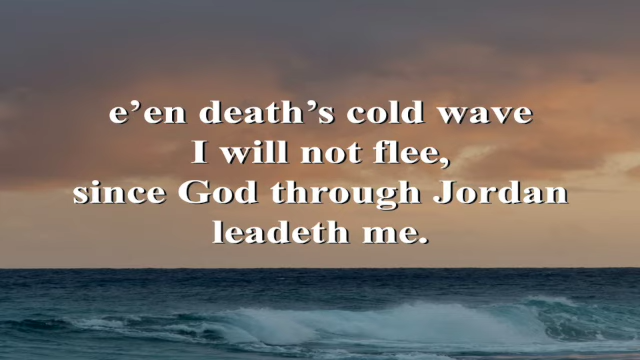 e’en death’s cold wave
I will not flee,
since God through Jordan
leadeth me.